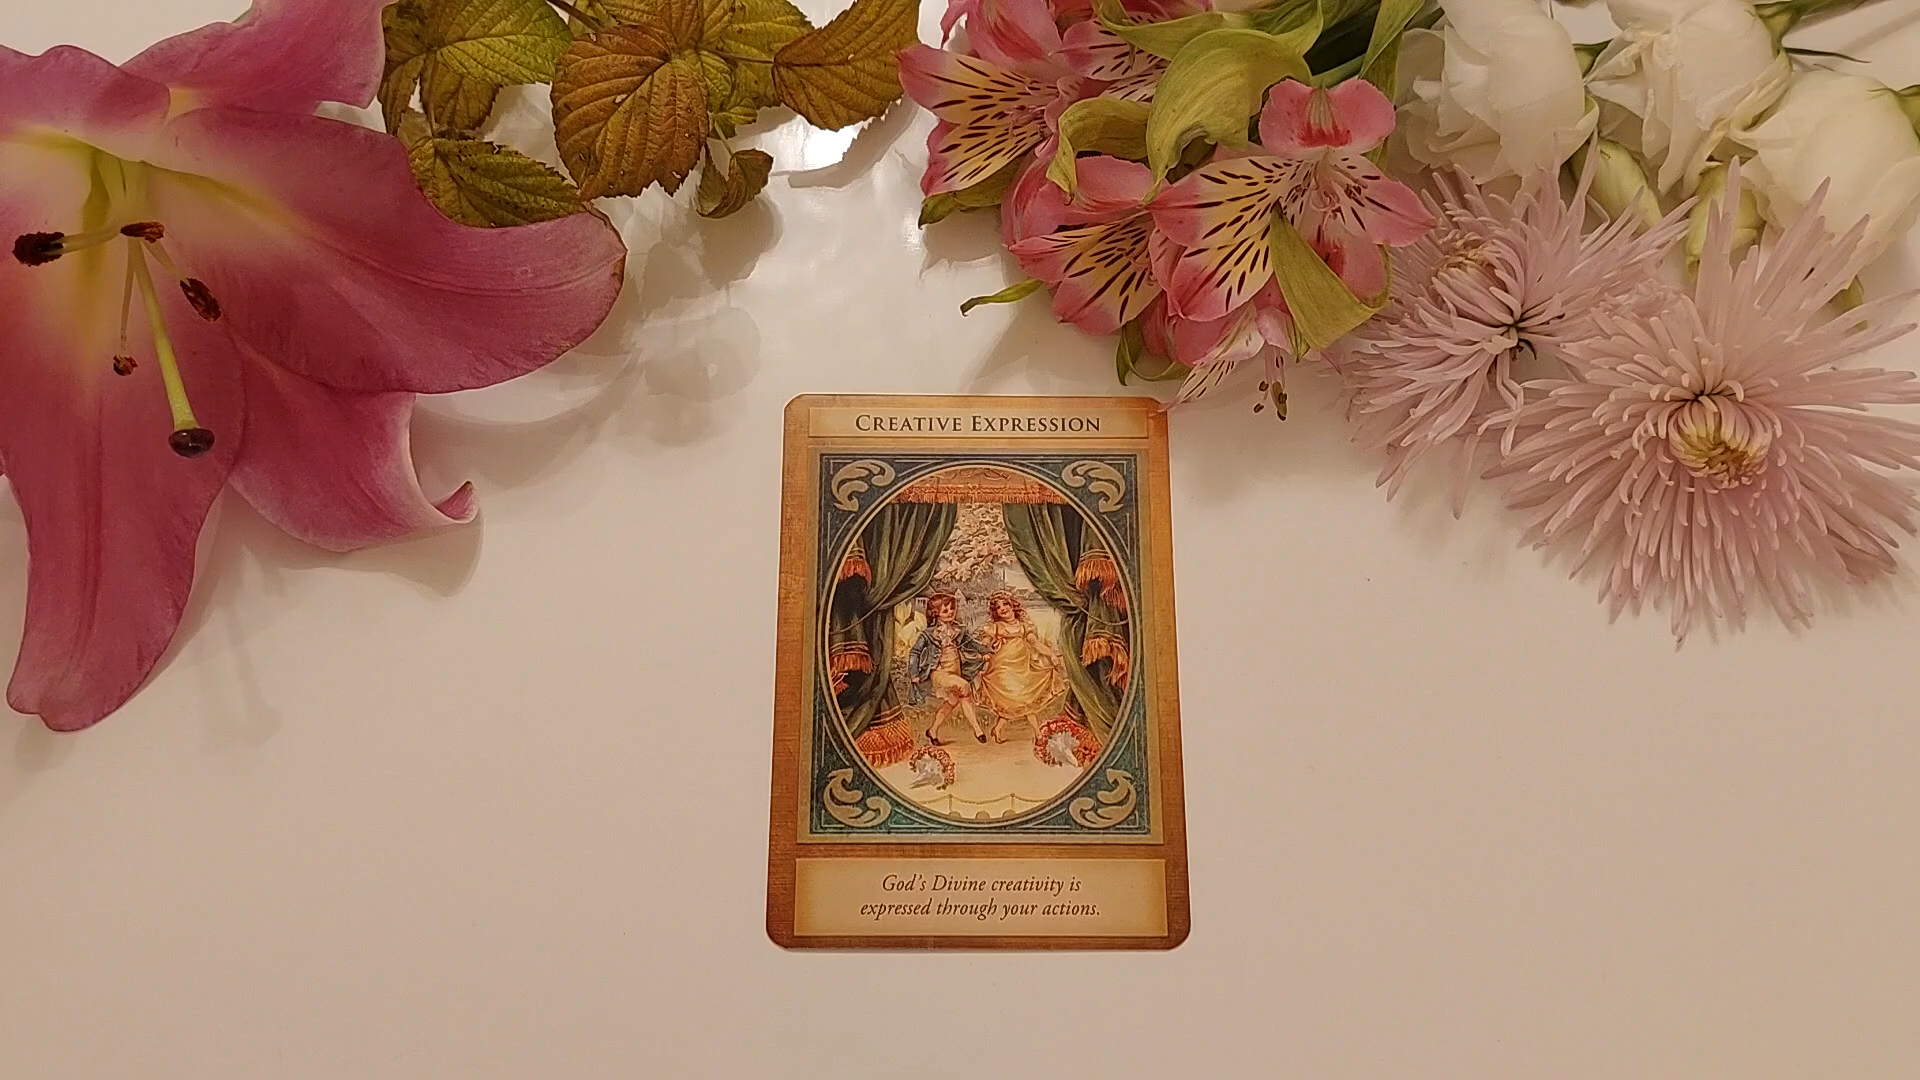 CREATIVE EXPRESSION
God's Divine creativity is
expressed through your actions.